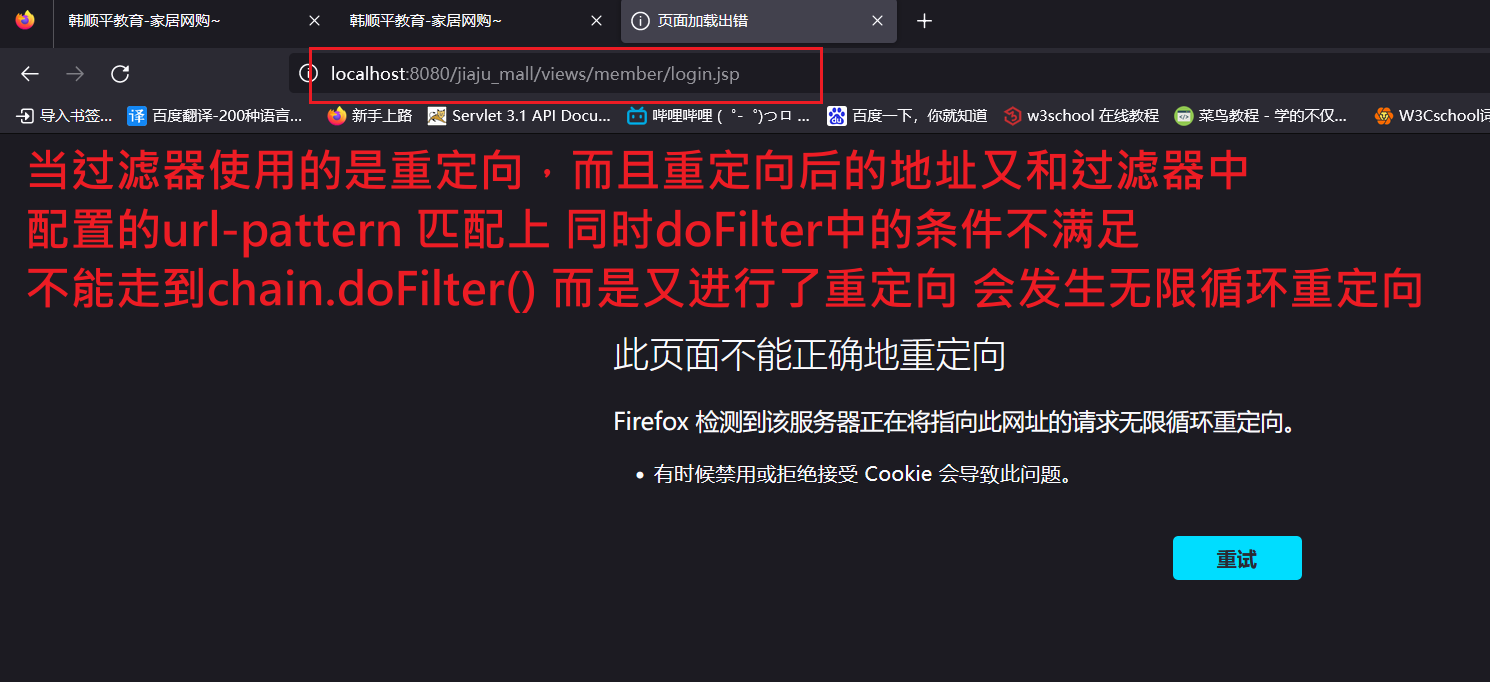 韩顺平教育-家居网购~
韩顺平教育-家居网购~
页面加载出错
localhost:8080/jiaju_mall/views/member/login.jsp
导入书签...
译 百度翻译-200种语言...
新手上路
Servlet 3.1 API Docu...
哔哩哔哩 ( ゜- ゜)つロ ...
百度一下，你就知道
w3school 在线教程
菜鸟教程 - 学的不仅...
W3Cschool词
当过滤器使用的是重定向，而且重定向后的地址又和过滤器中
配置的url-pattern 匹配上 同时doFilter中的条件不满足
不能走到chain.doFilter() 而是又进行了重定向 会发生无限循环重定向
此页面不能正确地重定向
Firefox 检测到该服务器正在将指向此网址的请求无限循环重定向。
• 有时候禁用或拒绝接受 Cookie 会导致此问题。
重试